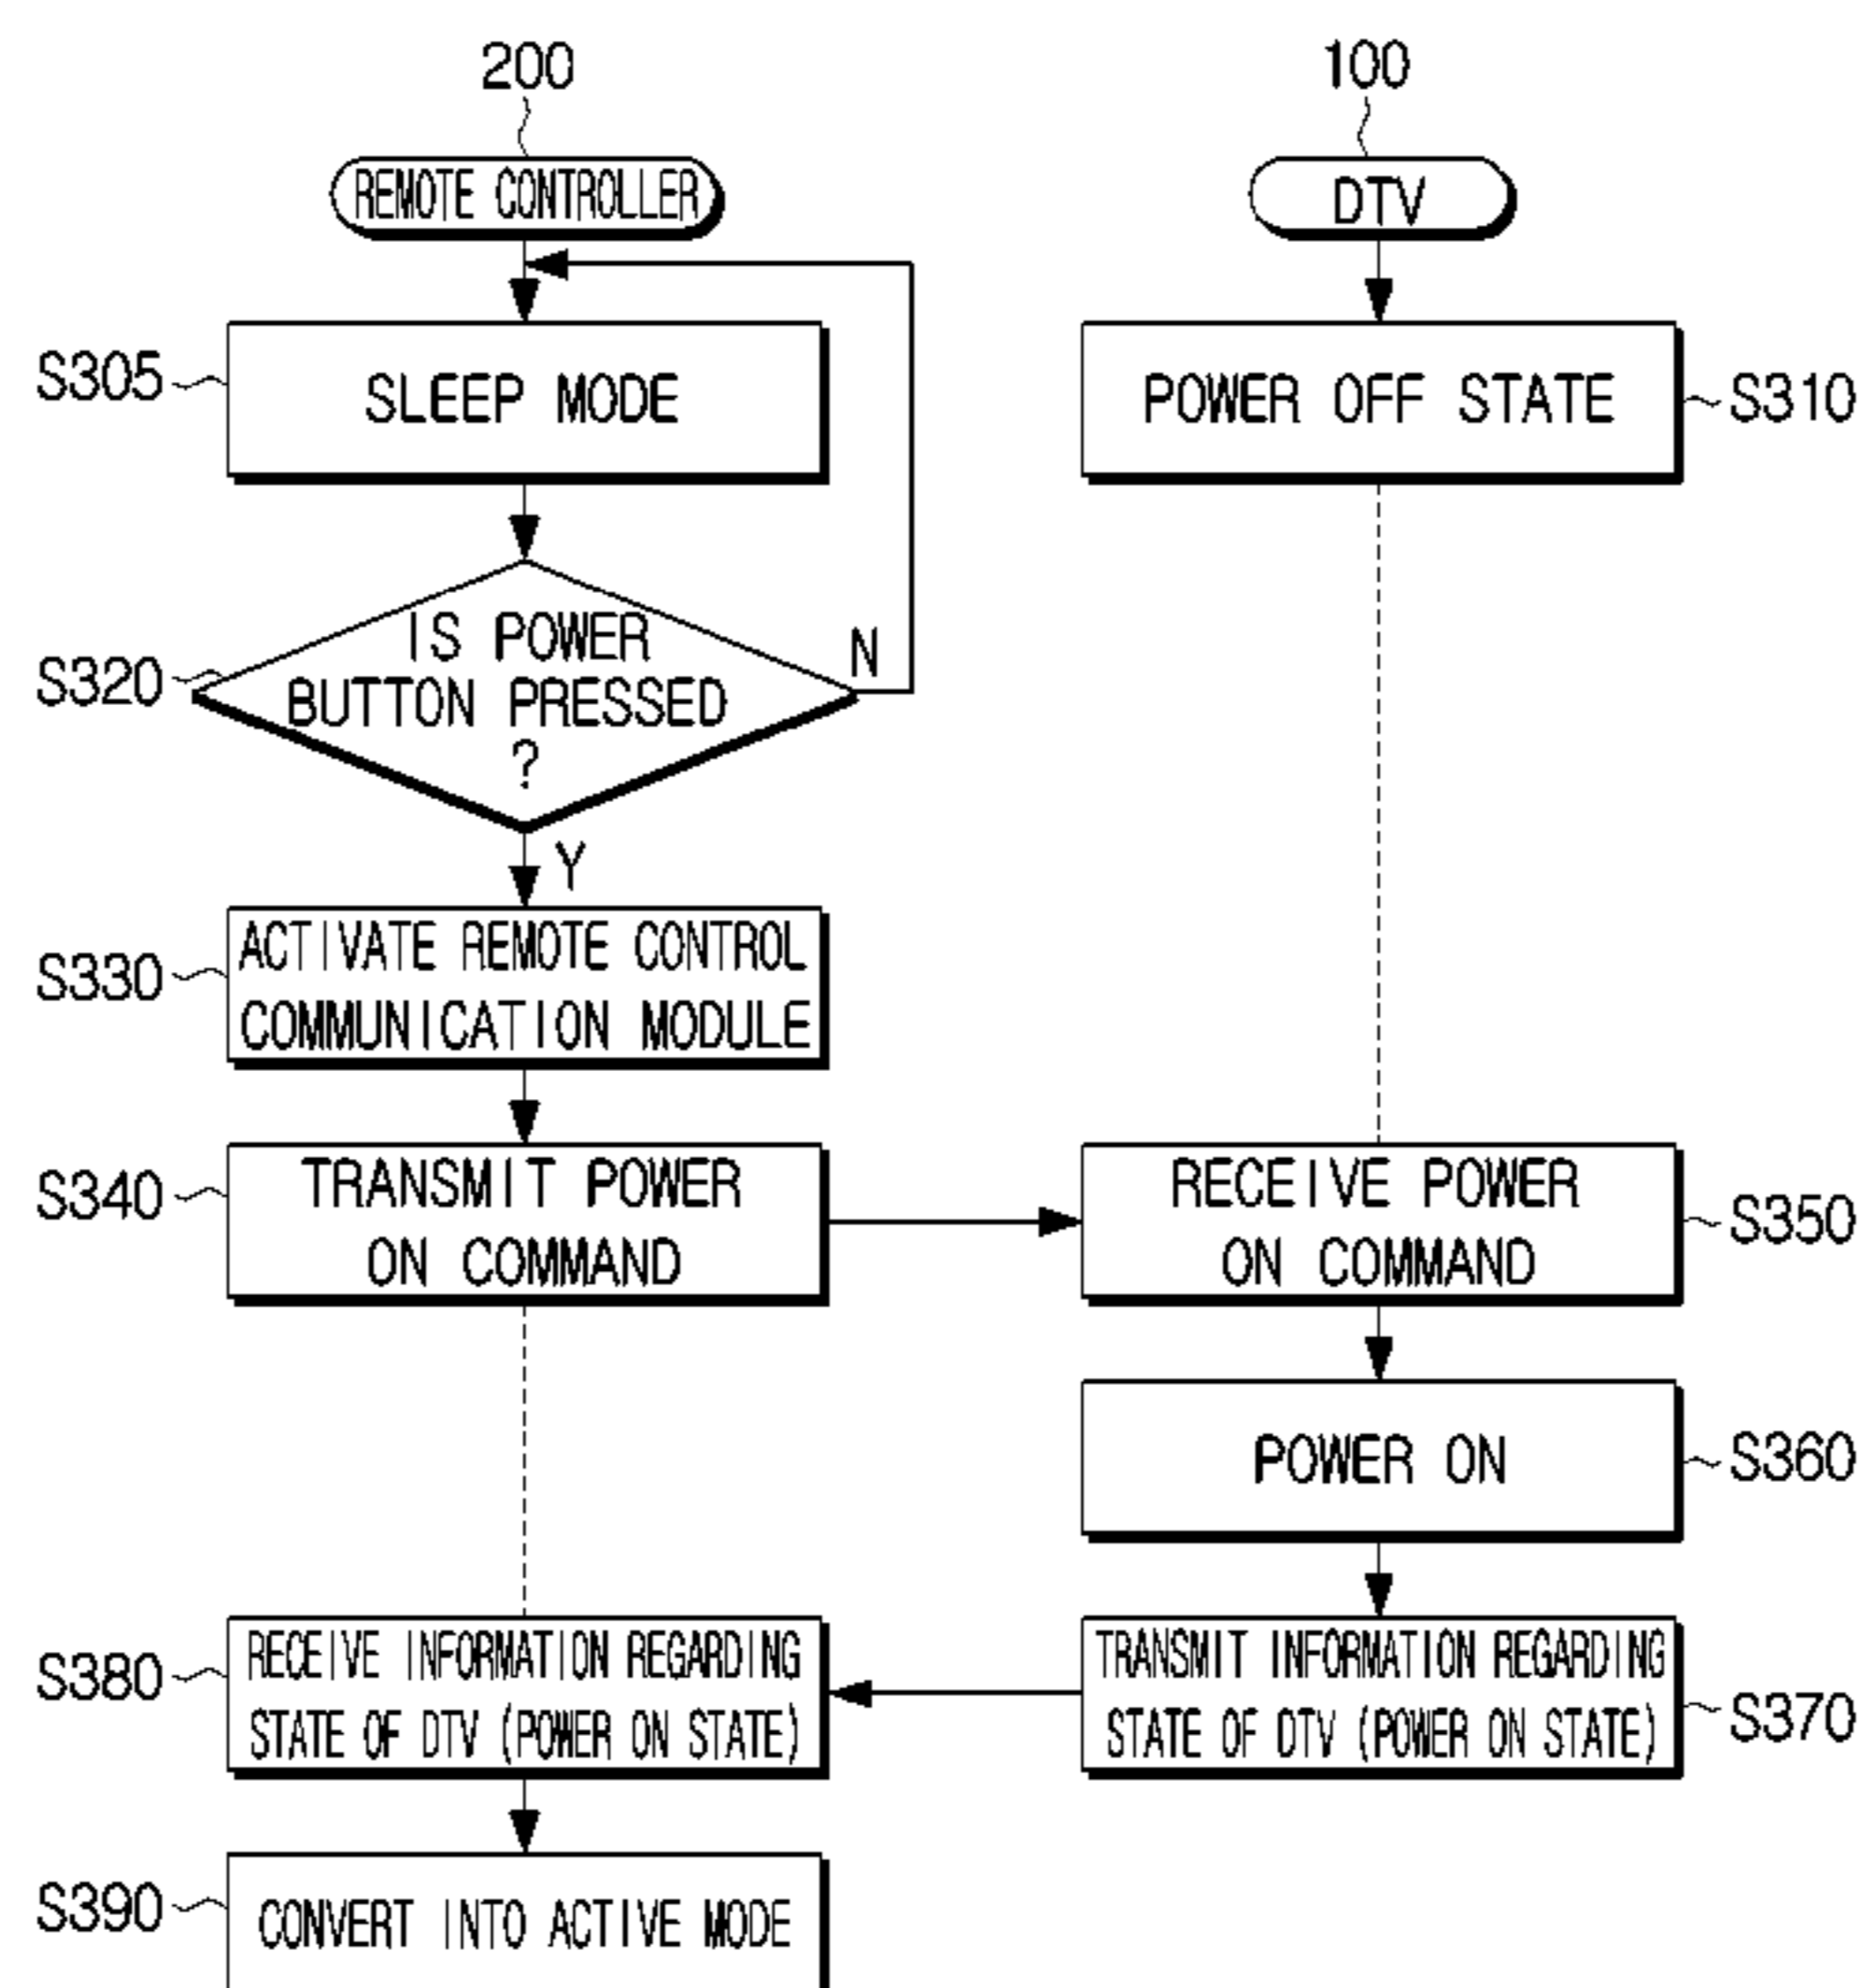 200
100
REMOTE CONTROLLER
DTV
S305
SLEEP MODE
POWER OFF STATE
S310
S320
IS POWER
BUTTON PRESSED
?
N
Y
S330
ACTIVATE REMOTE CONTROL
COMMUNICATION MODULE
S340
TRANSMIT POWER
ON COMMAND
RECEIVE POWER
ON COMMAND
S350
POWER ON
S360
S380
RECEIVE INFORMATION REGARDING
STATE OF DTV (POWER ON STATE)
TRANSMIT INFORMATION REGARDING
STATE OF DTV (POWER ON STATE)
S370
S390
CONVERT INTO ACTIVE MODE